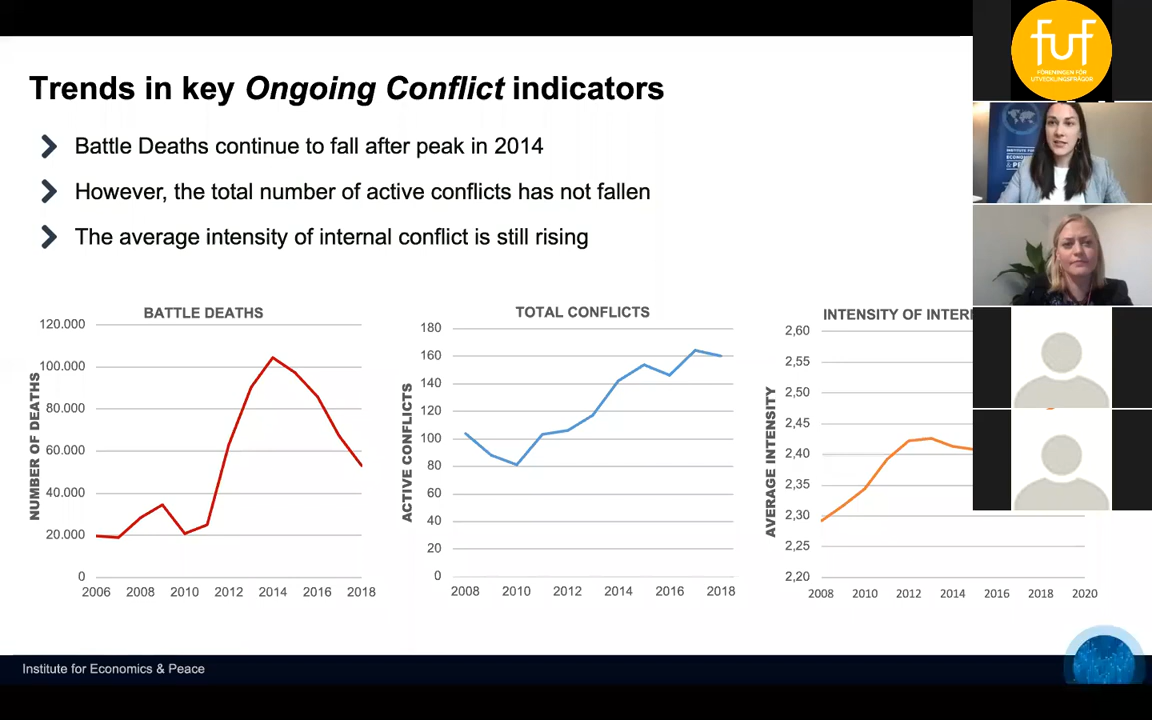 Trends in key Ongoing Conflict indicators
Battle Deaths continue to fall after peak in 2014
However, the total number of active conflicts has not fallen
The average intensity of internal conflict is still rising
BATTLE DEATHS
NUMBER OF DEATHS
120.000
100.000
80.000
60.000
40.000
20.000
0
2006 2008 2010 2012 2014 2016 2018
TOTAL CONFLICTS
ACTIVE CONFLICTS
180
160
140
120
100
80
60
40
20
0
2008 2010 2012 2014 2016 2018
INTENSITY OF INTERN
AVERAGE INTENSITY
2,60
2,55
2,50
2,45
2,40
2,35
2,30
2,25
2,20
2008 2010 2012 2014 2016 2018 2020
Institute for Economics & Peace
fuf
FÖRENINGEN FÖR
UTVECKLINGSFRÅGOR